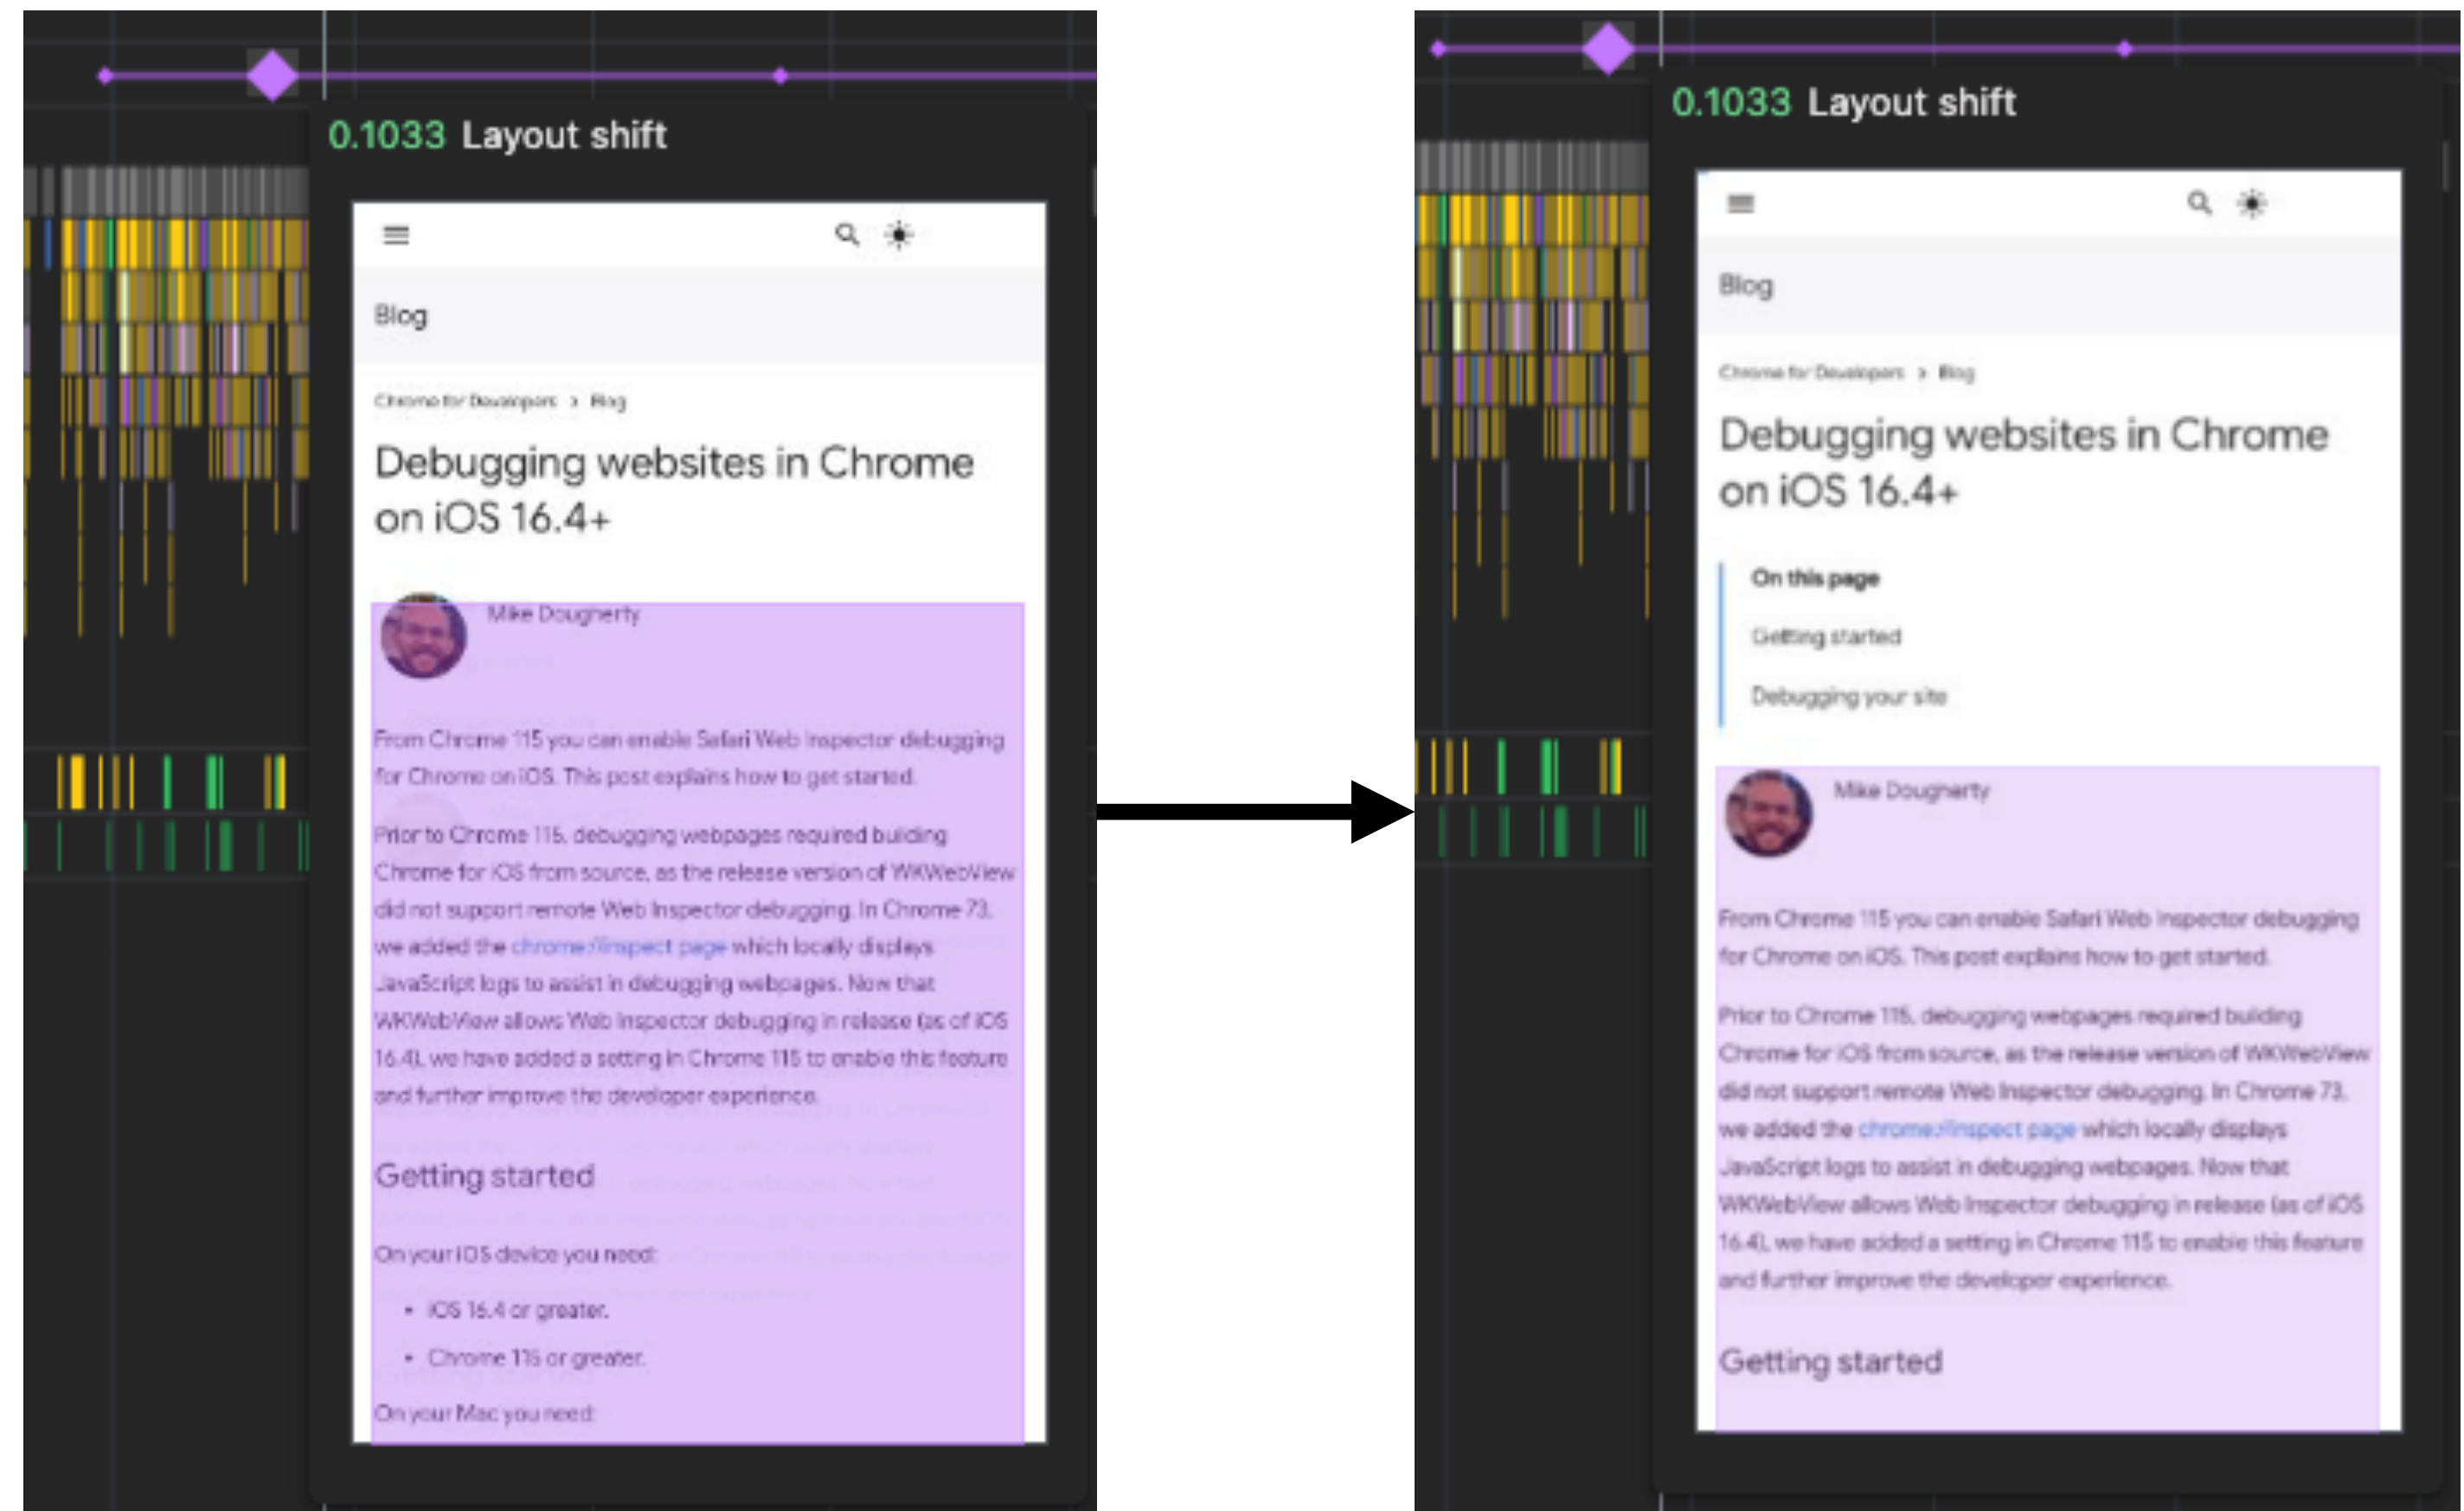 0.1033 Layout shift
Blog
Chrome for Developers > Blog
Debugging websites in Chrome
on iOS 16.4+
Mike Dougherty
From Chrome 115 you can enable Safari Web Inspector debugging
for Chrome on iOS. This post explains how to get started.
Prior to Chrome 115, debugging webpages required building
Chrome for iOS from source, as the release version of WKWebView
did not support remote Web Inspector debugging. In Chrome 73,
we added the chrome://inspect page which locally displays
JavaScript logs to assist in debugging webpages. Now that
WKWebView allows Web Inspector debugging in release (as of iOS
16.4), we have added a setting in Chrome 115 to enable this feature
and further improve the developer experience.
Getting started
On your iOS device you need:
• iOS 16.4 or greater.
• Chrome 115 or greater.
On your Mac you need:
0.1033 Layout shift
Blog
Chrome for Developers > Blog
Debugging websites in Chrome
on iOS 16.4+
On this page
Getting started
Debugging your site
Mike Dougherty
From Chrome 115 you can enable Safari Web Inspector debugging
for Chrome on iOS. This post explains how to get started.
Prior to Chrome 115, debugging webpages required building
Chrome for iOS from source, as the release version of WKWebView
did not support remote Web Inspector debugging. In Chrome 73,
we added the chrome://inspect page which locally displays
JavaScript logs to assist in debugging webpages. Now that
WKWebView allows Web Inspector debugging in release (as of iOS
16.4), we have added a setting in Chrome 115 to enable this feature
and further improve the developer experience.
Getting started